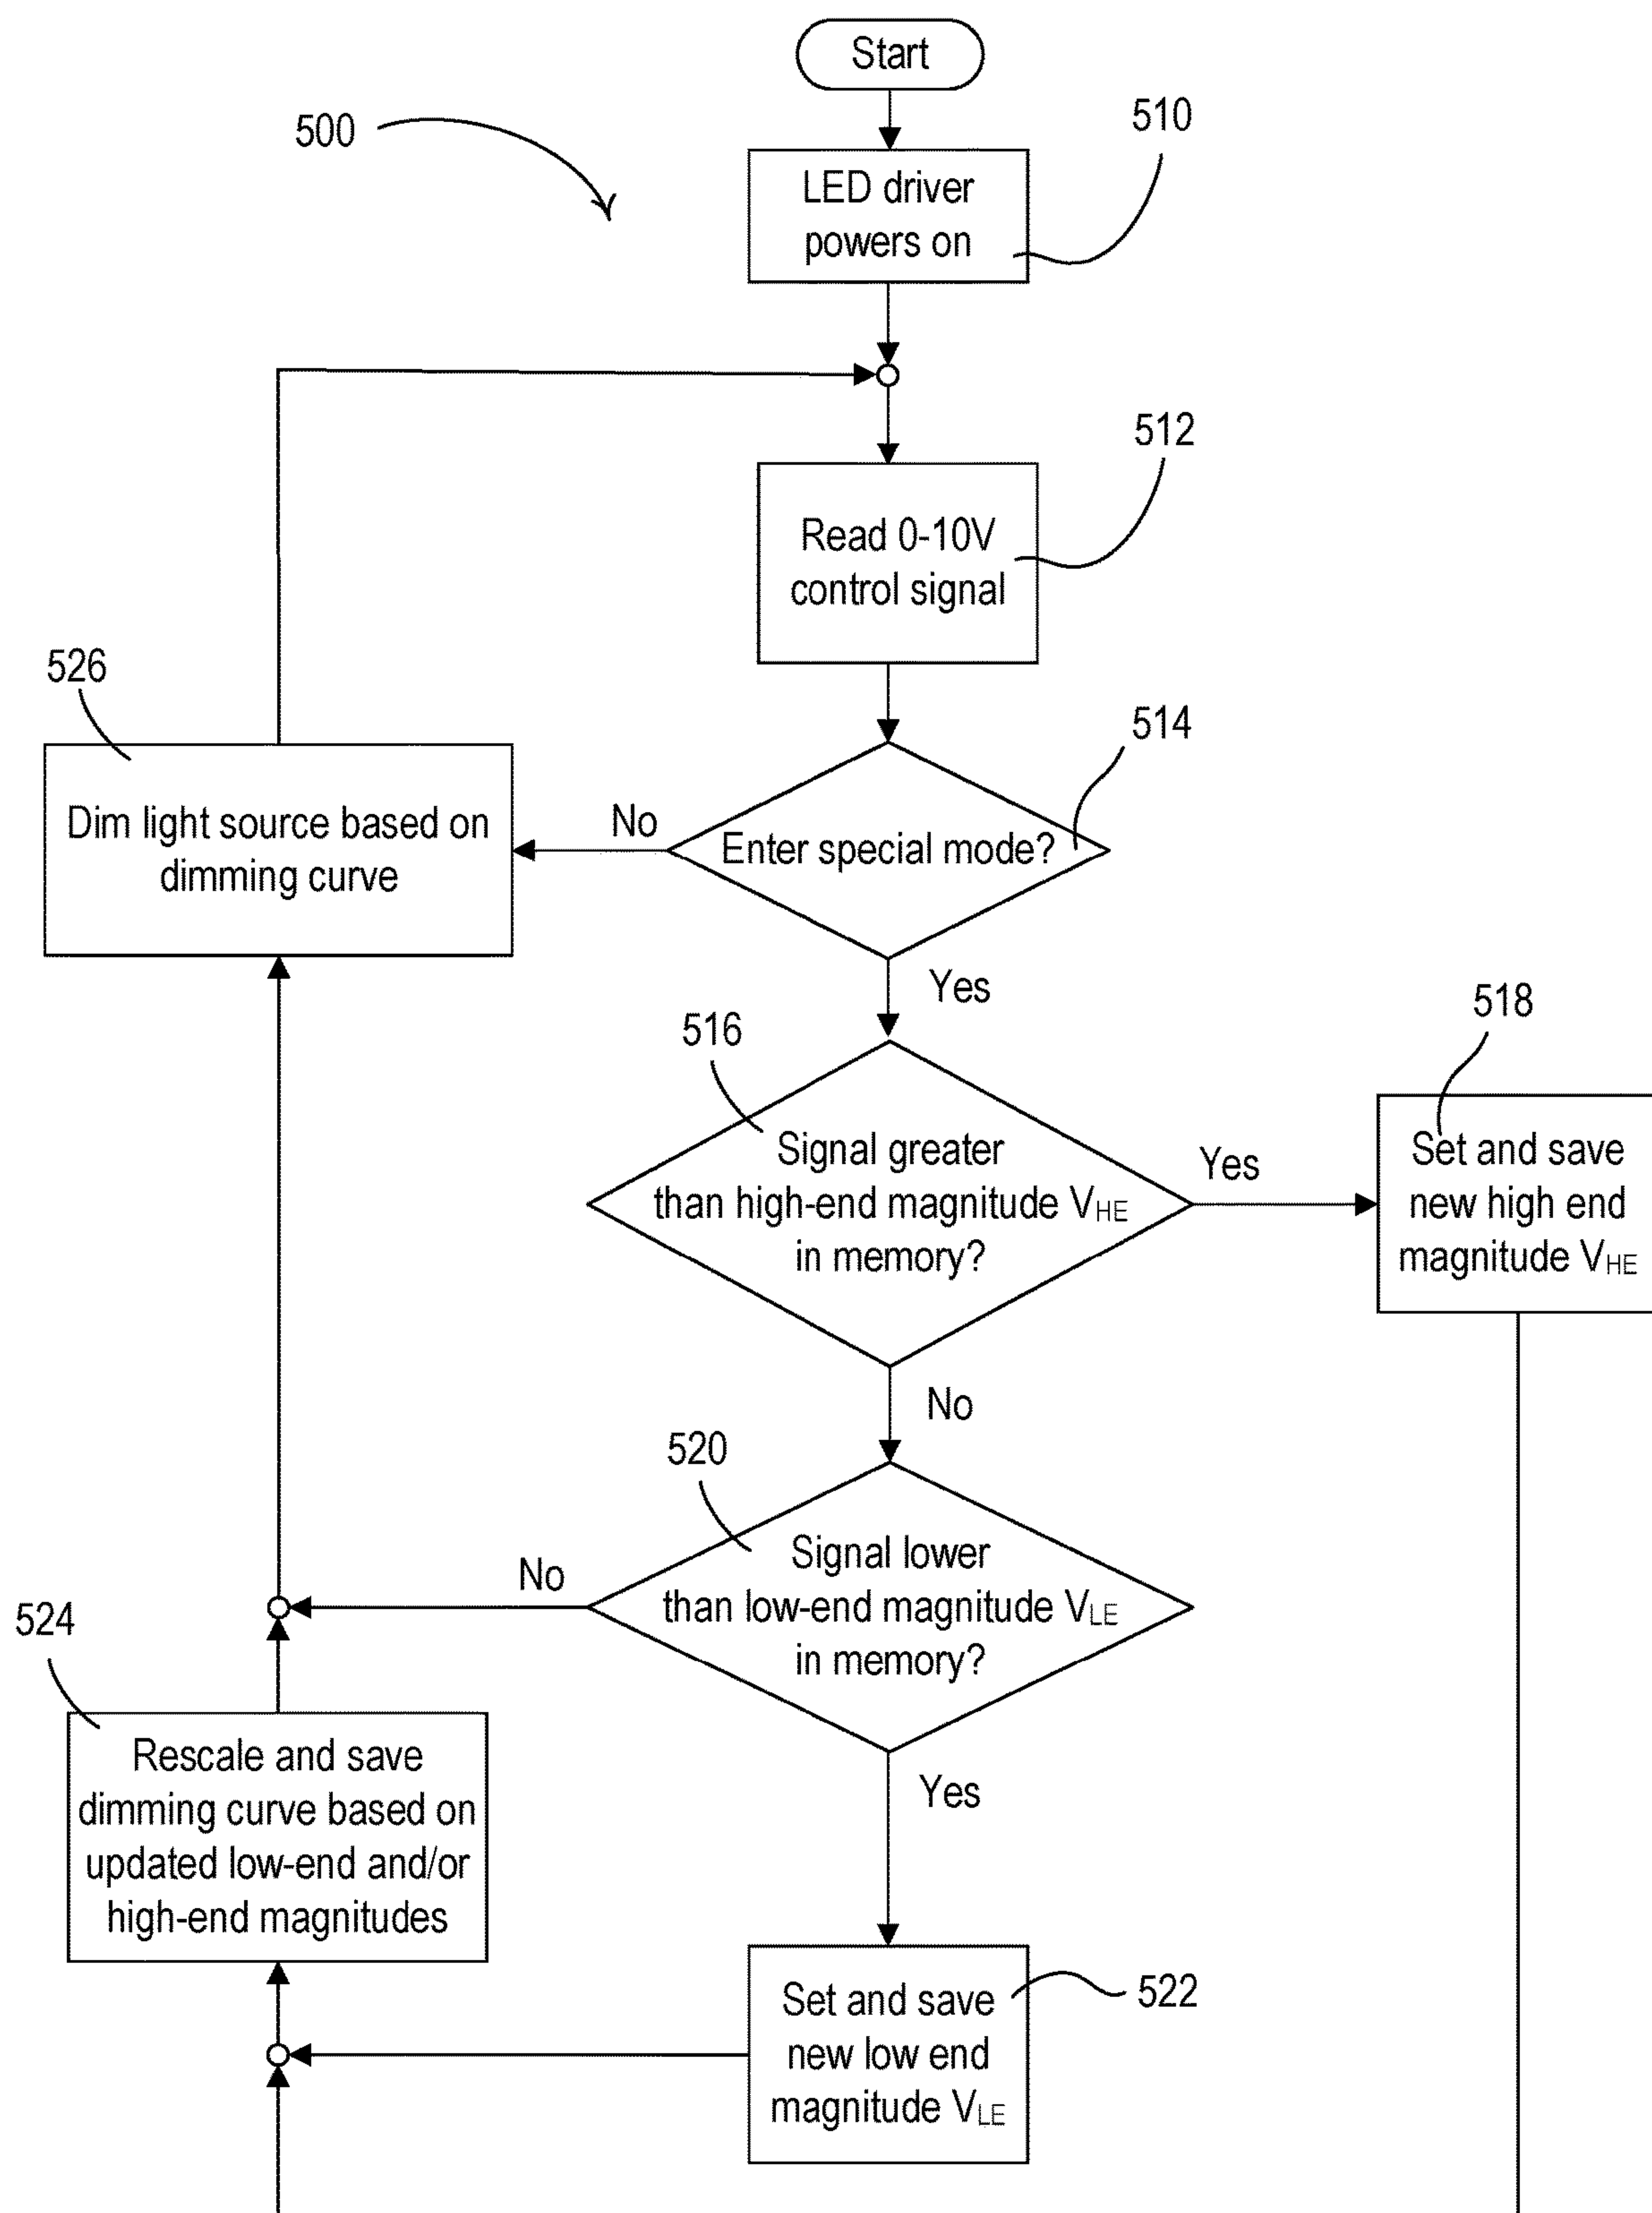 Start
500
510
LED driver
powers on
512
Read 0-10V
control signal
526
514
Dim light source based on
dimming curve
No
Enter special mode?
Yes
516
518
Signal greater
than high-end magnitude VHE
in memory?
Yes
Set and save
new high end
magnitude VHE
No
520
Signal lower
than low-end magnitude VLE
in memory?
No
524
Rescale and save
dimming curve based on
updated low-end and/or
high-end magnitudes
Yes
522
Set and save
new low end
magnitude VLE